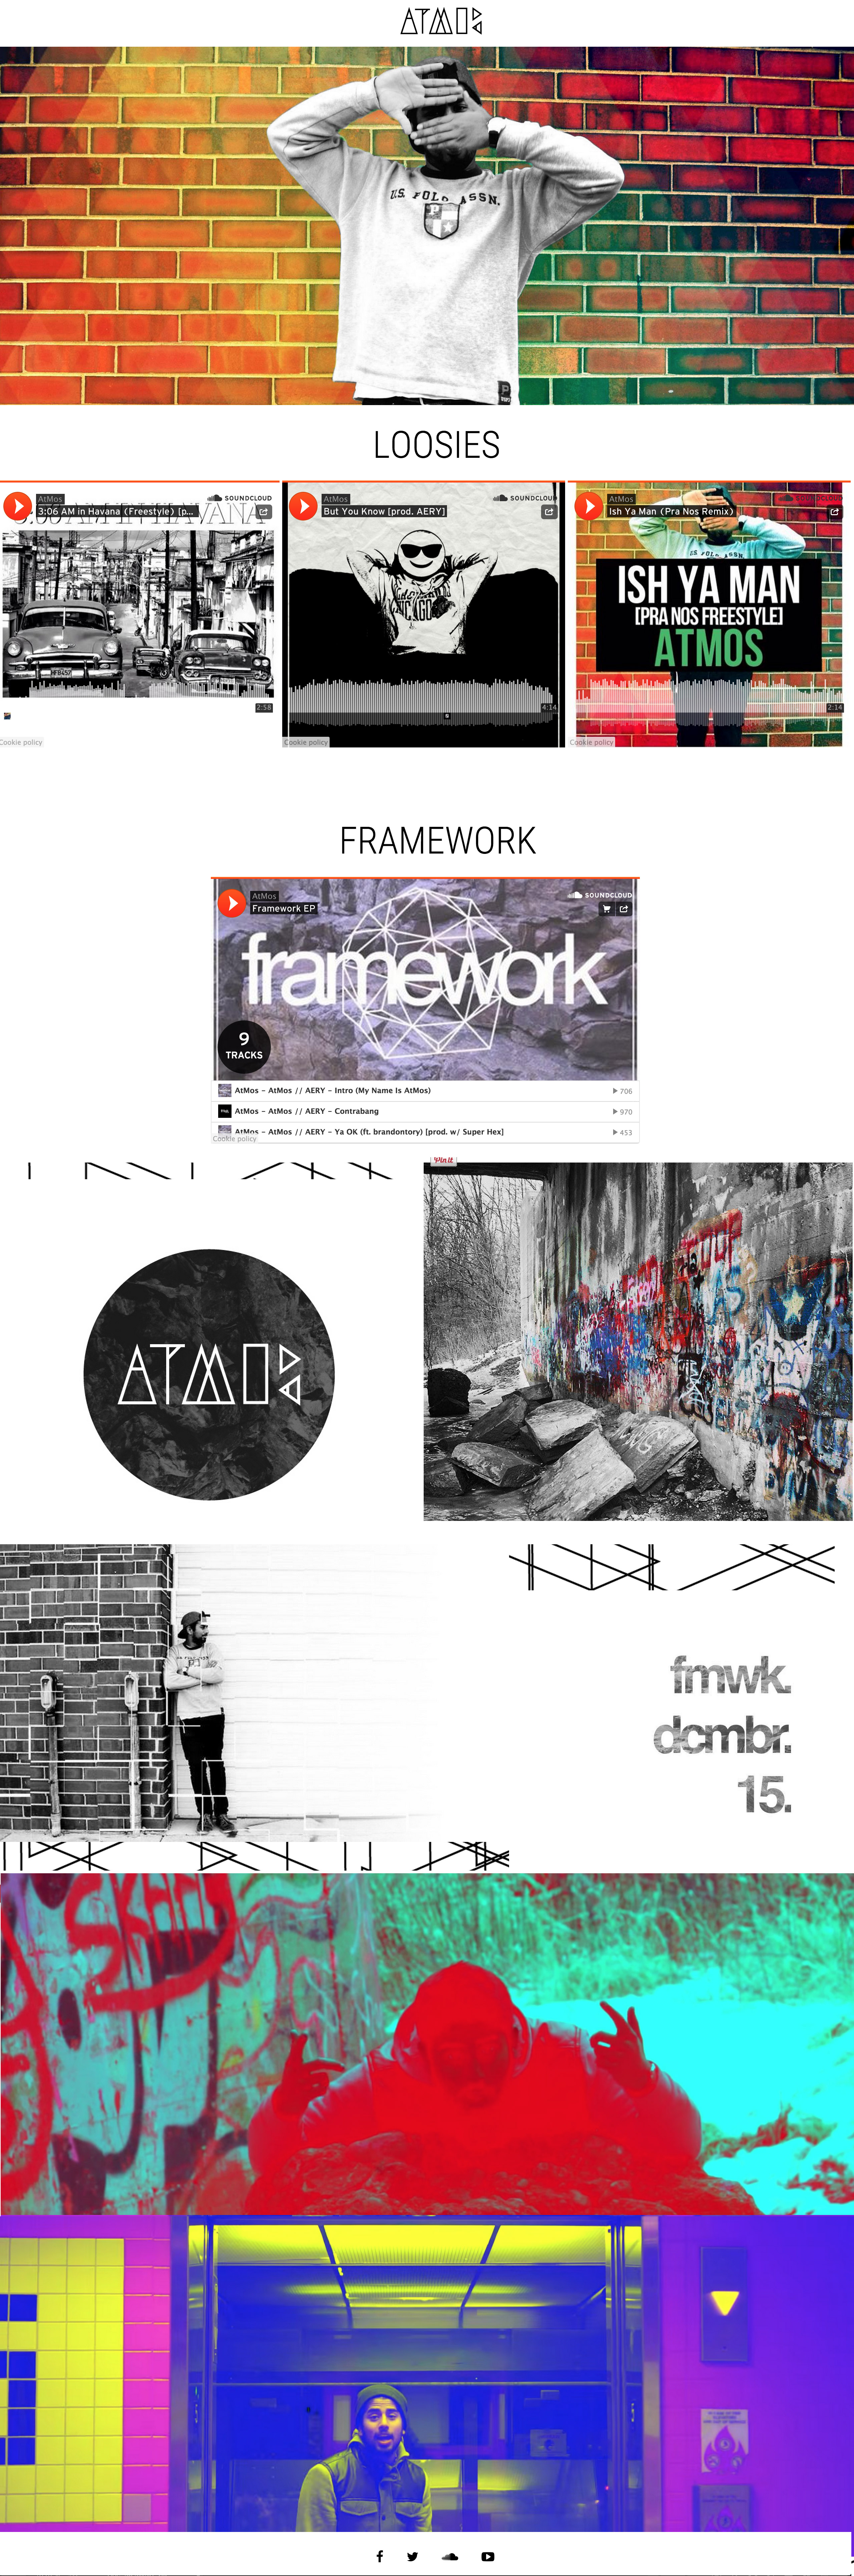 ATMOS
U.S. POLO ASSN.
LOOSIES
AtMos
SOUNDCLOUD
3:06 AM in Havana (Freestyle) [p...
2:58
Cookie policy
AtMos
SOUNDCLOUD
But You Know [prod. AERY]
CHICAGO
4:14
Cookie policy
AtMos
SOUNDCLOUD
Ish Ya Man (Pra Nos Remix)
ISH YA MAN
[PRA NOS FREESTYLE]
ATMOS
2:14
Cookie policy
FRAMEWORK
AtMos
SOUNDCLOUD
Framework EP
framework
9
TRACKS
AtMos - AtMos // AERY - Intro (My Name Is AtMos) 706
AtMos - AtMos // AERY - Contrabang 970
AtMos - AtMos // AERY - Ya OK (ft. brandontory) [prod. w/ Super Hex] 453
Cookie policy
Pin it
ATMOS
fmwk.
dcmbr.
15.